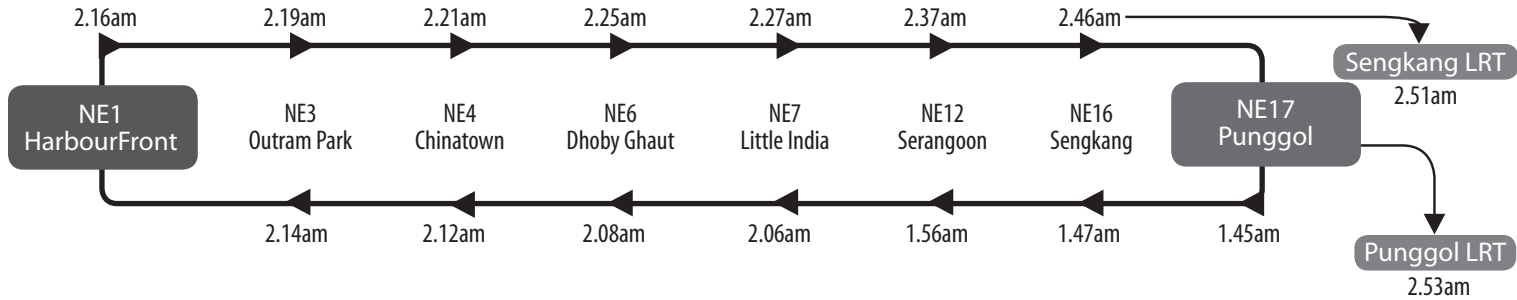 2.16am 2.19am 2.21am 2.25am 2.27am 2.37am 2.46am
Sengkang LRT
2.51am
NE1
HarbourFront
NE3
Outram Park
NE4
Chinatown
NE6
Dhoby Ghaut
NE7
Little India
NE12
Serangoon
NE16
Sengkang
NE17
Punggol
2.14am 2.12am 2.08am 2.06am 1.56am 1.47am 1.45am
Punggol LRT
2.53am